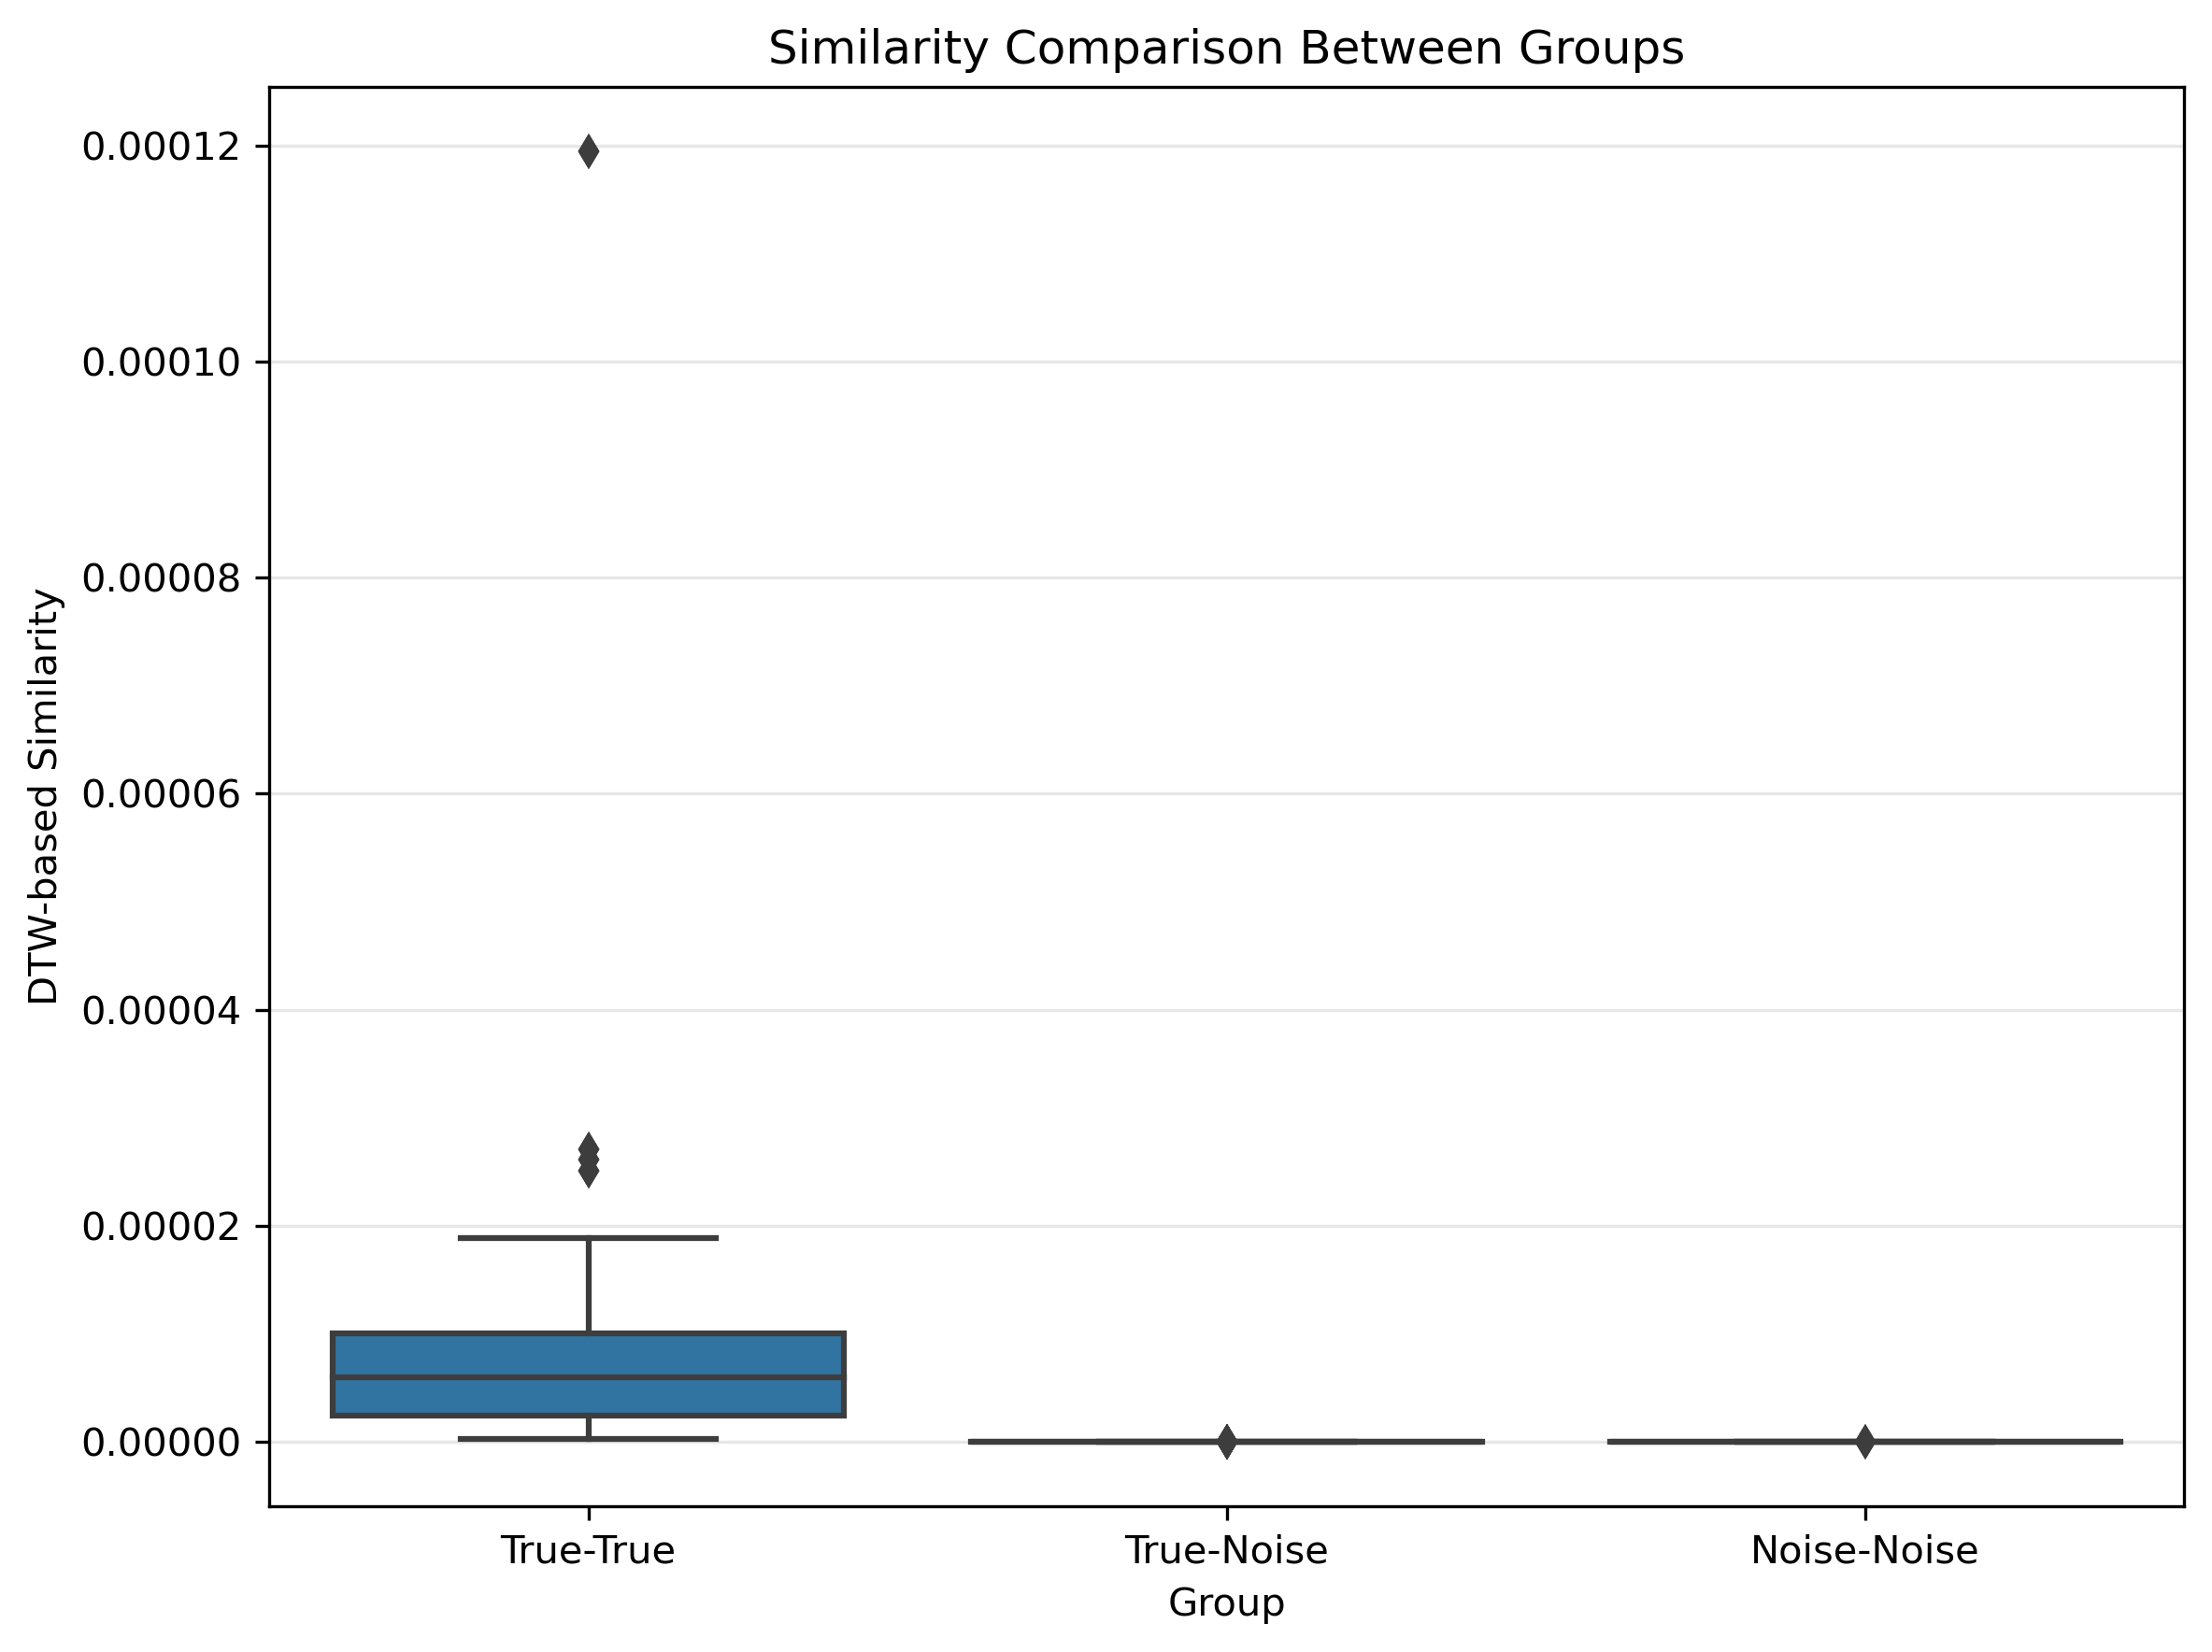 Similarity Comparison Between Groups
0.00012
0.00010
0.00008
0.00006
0.00004
0.00002
0.00000
DTW-based Similarity
True-True
True-Noise
Noise-Noise
Group